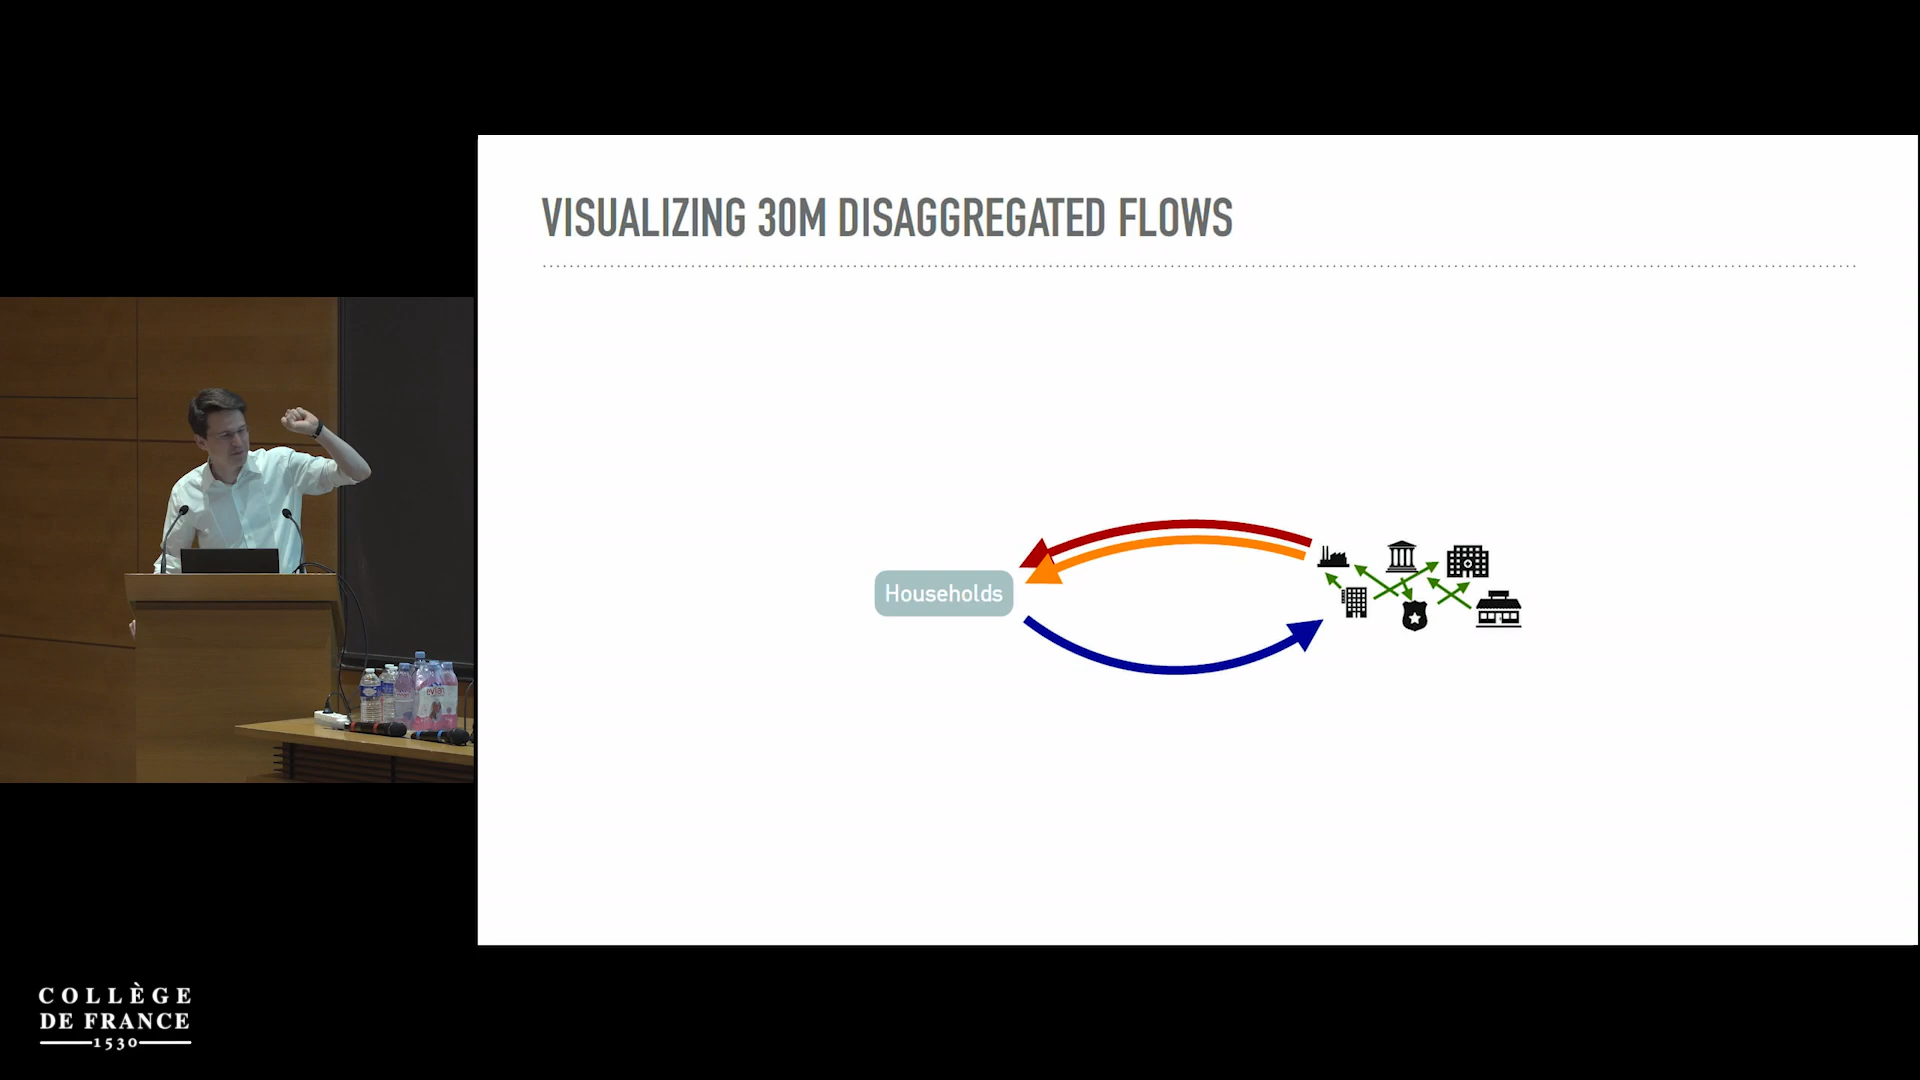 VISUALIZING 30M DISAGGREGATED FLOWS
Households
evian
COLLÈGE
DE FRANCE
1530